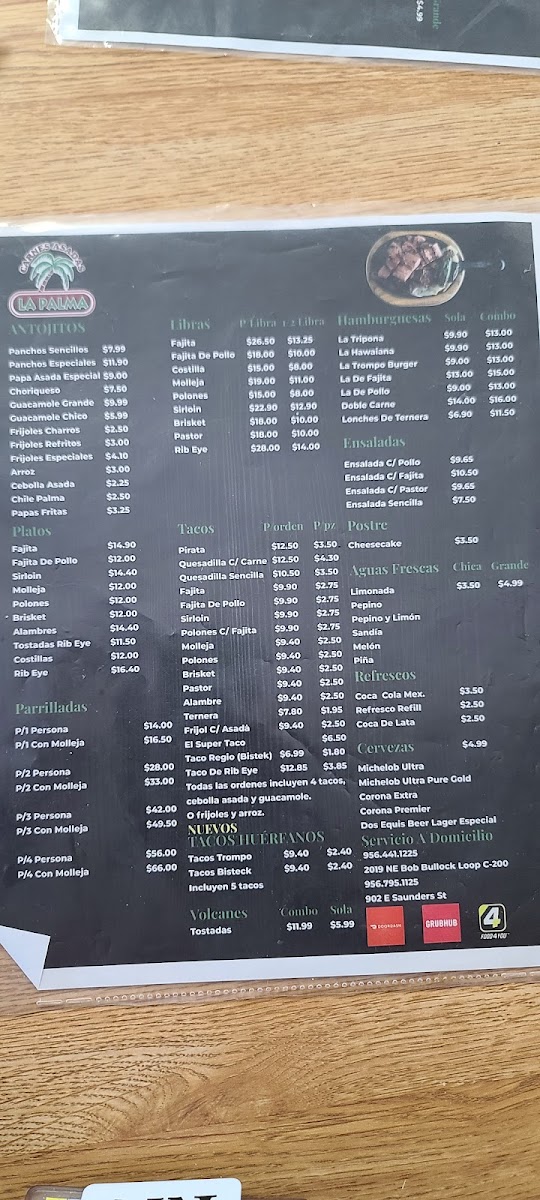 $4.99
Grande
CARNES ASADAS
LA PALMA
ANTOJITOS
Panchos Sencillos $7.99
Panchos Especiales $11.90
Papa Asada Especial $9.00
Choriqueso $7.50
Guacamole Grande $9.99
Guacamole Chico $5.99
Frijoles Charros $2.50
Frijoles Refritos $3.00
Frijoles Especiales $4.10
Arroz $3.00
Cebolla Asada $2.25
Chile Palma $2.50
Papas Fritas $3.25
Platos
Fajita $14.90
Fajita De Pollo $12.00
Sirloin $14.40
Molleja $12.00
Polones $12.00
Brisket $12.00
Alambres $14.40
Tostadas Rib Eye $11.50
Costillas $12.00
Rib Eye $16.40
Parrilladas
P/1 Persona $14.00
P/1 Con Molleja $16.50
P/2 Persona $28.00
P/2 Con Molleja $33.00
P/3 Persona $42.00
P/3 Con Molleja $49.50
P/4 Persona $56.00
P/4 Con Molleja $66.00
Libras P/Libra 1/2 Libra
Fajita $26.50 $13.25
Fajita De Pollo $18.00 $10.00
Costilla $15.00 $8.00
Molleja $19.00 $11.00
Polones $15.00 $8.00
Sirloin $22.90 $12.90
Brisket $18.00 $10.00
Pastor $18.00 $10.00
Rib Eye $28.00 $14.00
Tacos P/orden P/pz
Pirata $12.50 $3.50
Quesadilla C/ Carne $12.50 $4.30
Quesadilla Sencilla $10.50 $3.50
Fajita $9.90 $2.75
Fajita De Pollo $9.90 $2.75
Sirloin $9.90 $2.75
Polones C/ Fajita $9.90 $2.75
Molleja $9.40 $2.50
Polones $9.40 $2.50
Brisket $9.40 $2.50
Pastor $9.40 $2.50
Alambre $9.40 $2.50
Ternera $7.80 $1.95
Frijol C/ Asada $9.40 $2.50
El Super Taco $6.50
Taco Regio (Bistek) $6.99 $1.80
Taco De Rib Eye $12.85 $3.85
Todas las ordenes incluyen 4 tacos,
cebolla asada y guacamole.
O frijoles y arroz.
NUEVOS
TACOS HUÉRFANOS
Tacos Trompo $9.40 $2.40
Tacos Bisteck $9.40 $2.40
Incluyen 5 tacos
Volcanes Combo Sola
Tostadas $11.99 $5.99
Hamburguesas Sola Combo
La Tripona $9.90 $13.00
La Hawaiana $9.90 $13.00
La Trompo Burger $9.00 $13.00
La De Fajita $13.00 $15.00
La De Pollo $9.00 $13.00
Doble Carne $14.00 $16.00
Lonches De Ternera $6.90 $11.50
Ensaladas
Ensalada C/ Pollo $9.65
Ensalada C/ Fajita $10.50
Ensalada C/ Pastor $9.65
Ensalada Sencilla $7.50
Postre
Cheesecake $3.50
Aguas Frescas Chica Grande
Limonada $3.50 $4.99
Pepino
Pepino y Limón
Sandía
Melón
Piña
Refrescos
Coca Cola Mex. $3.50
Refresco Refill $2.50
Coca De Lata $2.50
Cervezas $4.99
Michelob Ultra
Michelob Ultra Pure Gold
Corona Extra
Corona Premier
Dos Equis Beer Lager Especial
Servicio A Domicilio
956.441.1225
2019 NE Bob Bullock Loop C-200
956.795.1125
902 E Saunders St
DOORDASH
GRUBHUB
4
FOOD4YOU